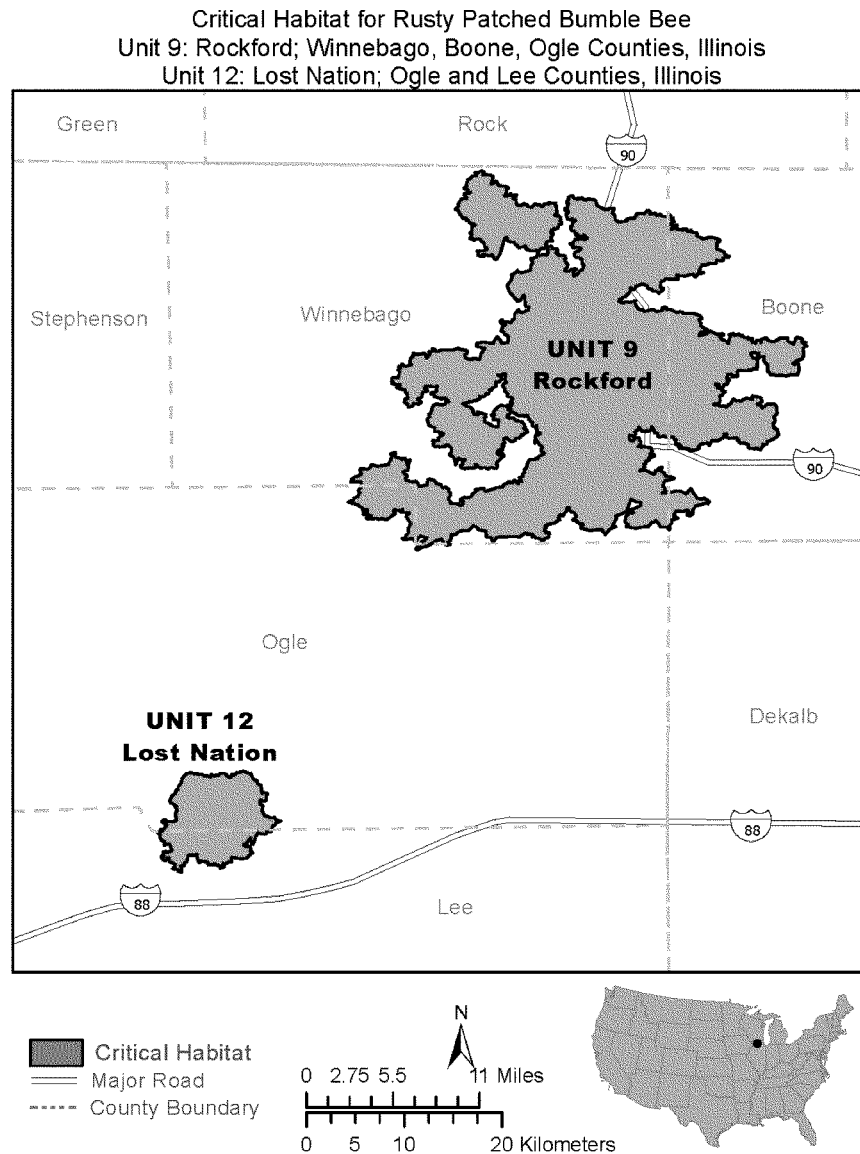 Critical Habitat for Rusty Patched Bumble Bee
Unit 9: Rockford; Winnebago, Boone, Ogle Counties, Illinois
Unit 12: Lost Nation; Ogle and Lee Counties, Illinois
Green
Rock
90
Stephenson
Winnebago
Boone
UNIT 9
Rockford
90
Ogle
UNIT 12
Lost Nation
Dekalb
88
88
Lee
Critical Habitat
Major Road
County Boundary
N
0 2.75 5.5 11 Miles
0 5 10 20 Kilometers